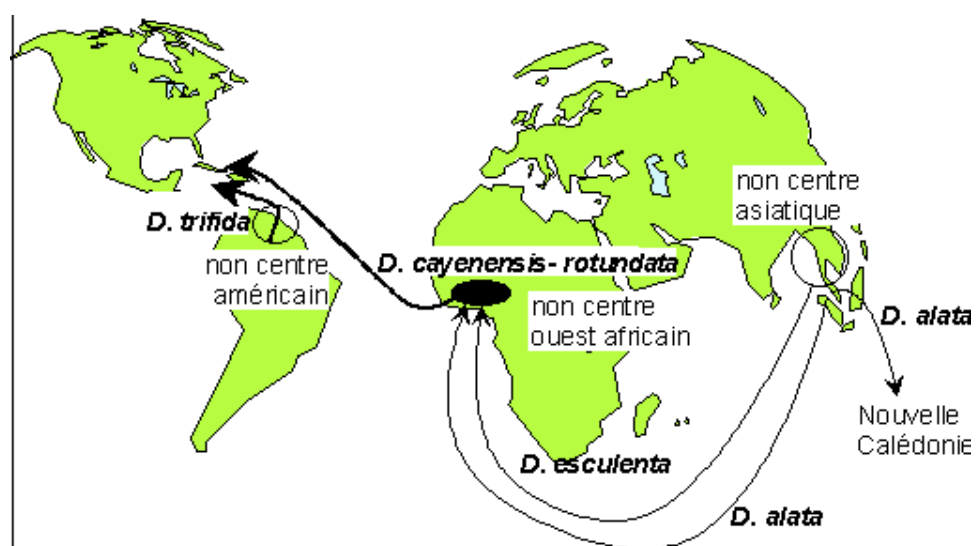 non centre
asiatique
D. trifida
non centre
américain
D. cayenensis- rotundata
non centre
ouest africain
D. alata
Nouvelle
Calédonie
D. esculenta
D. alata